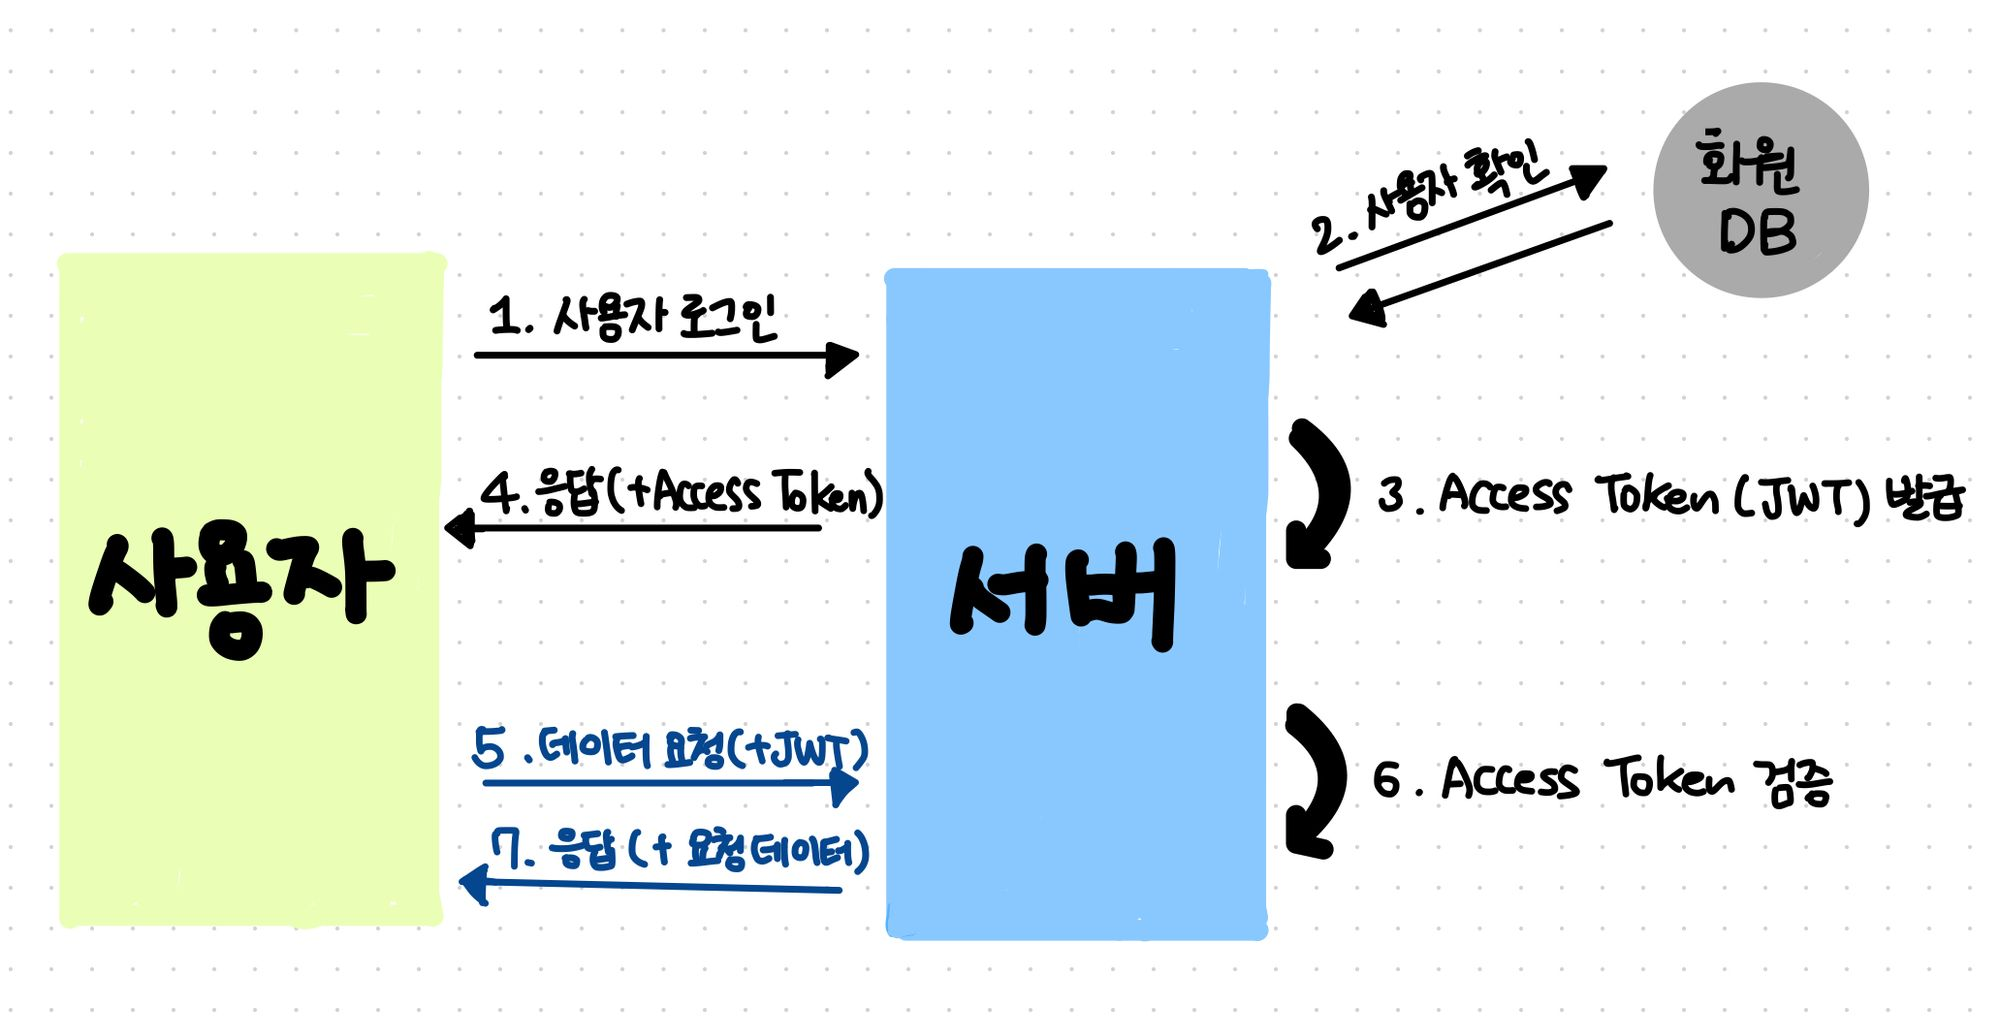 사용자
서버
회원
DB
1. 사용자 로그인
2. 사용자 확인
3. Access Token (JWT) 발급
4. 응답(+Access Token)
5. 데이터 요청(+JWT)
6. Access Token 검증
7. 응답 (+ 요청데이터)